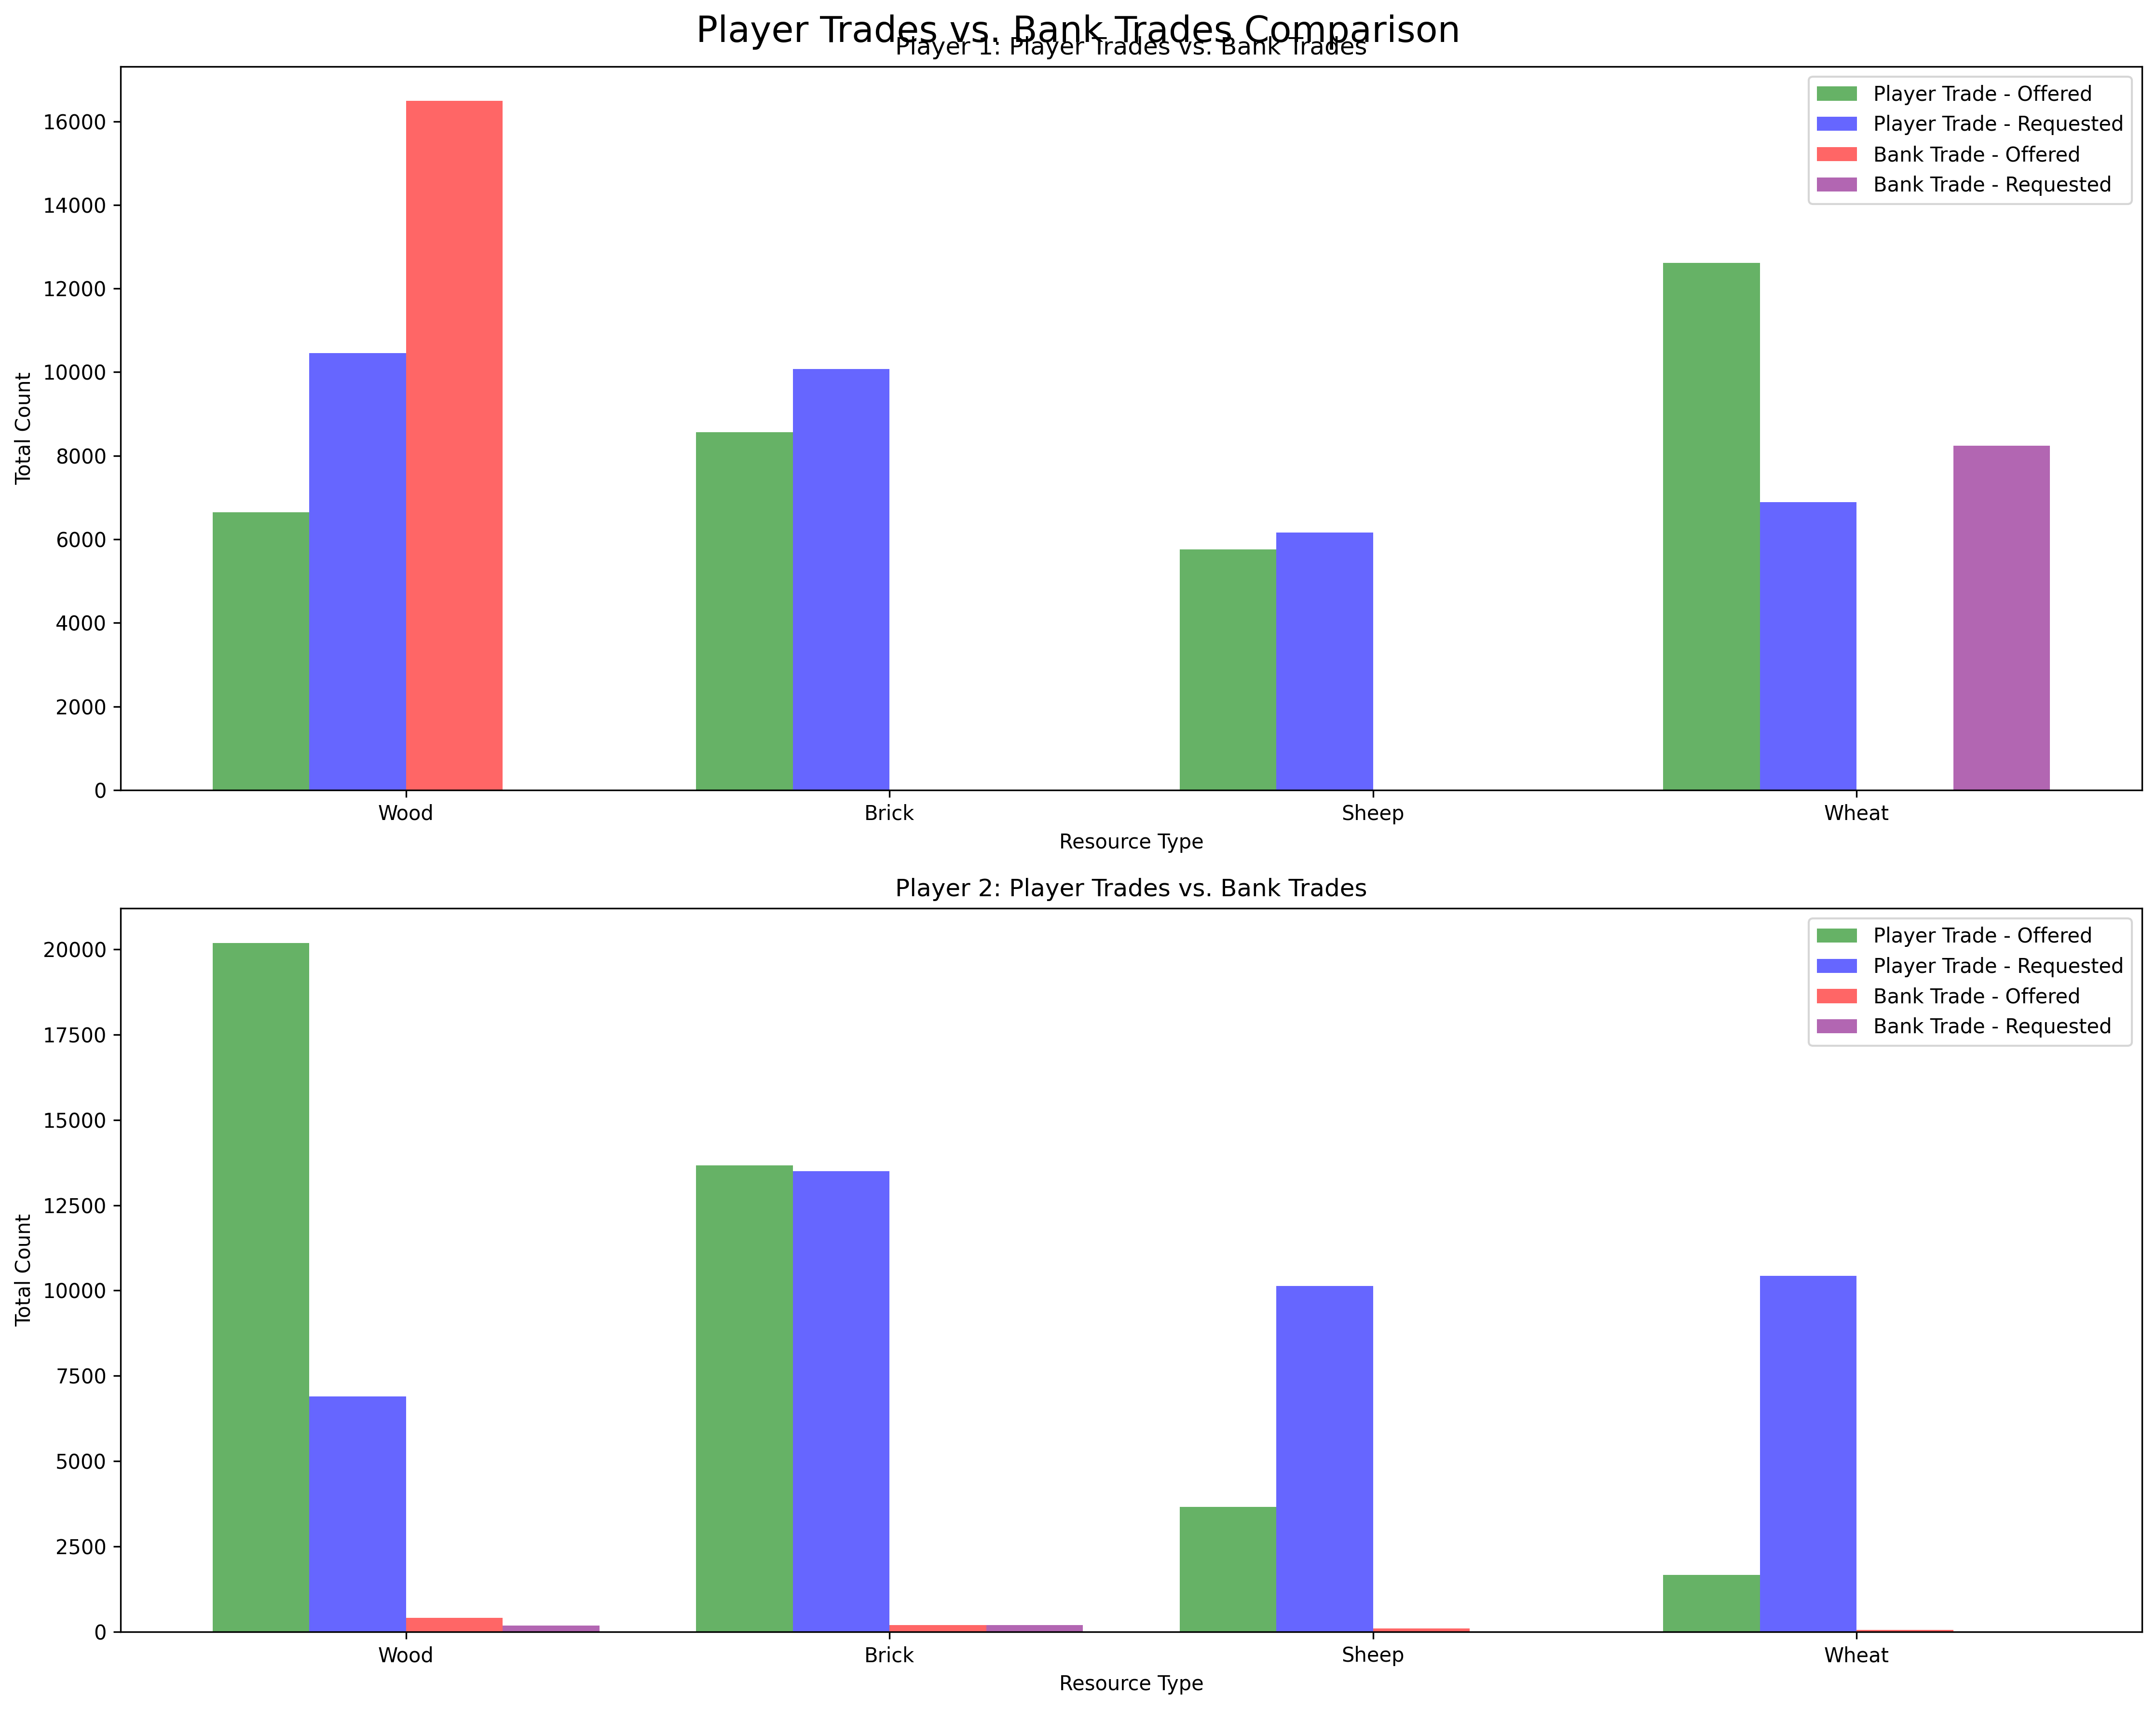 Player Trades vs. Bank Trades Comparison
Player 1: Player Trades vs. Bank Trades
Player Trade - Offered
Player Trade - Requested
Bank Trade - Offered
Bank Trade - Requested
Total Count
16000
14000
12000
10000
8000
6000
4000
2000
0
Wood Brick Sheep Wheat
Resource Type
Player 2: Player Trades vs. Bank Trades
Player Trade - Offered
Player Trade - Requested
Bank Trade - Offered
Bank Trade - Requested
Total Count
20000
17500
15000
12500
10000
7500
5000
2500
0
Wood Brick Sheep Wheat
Resource Type